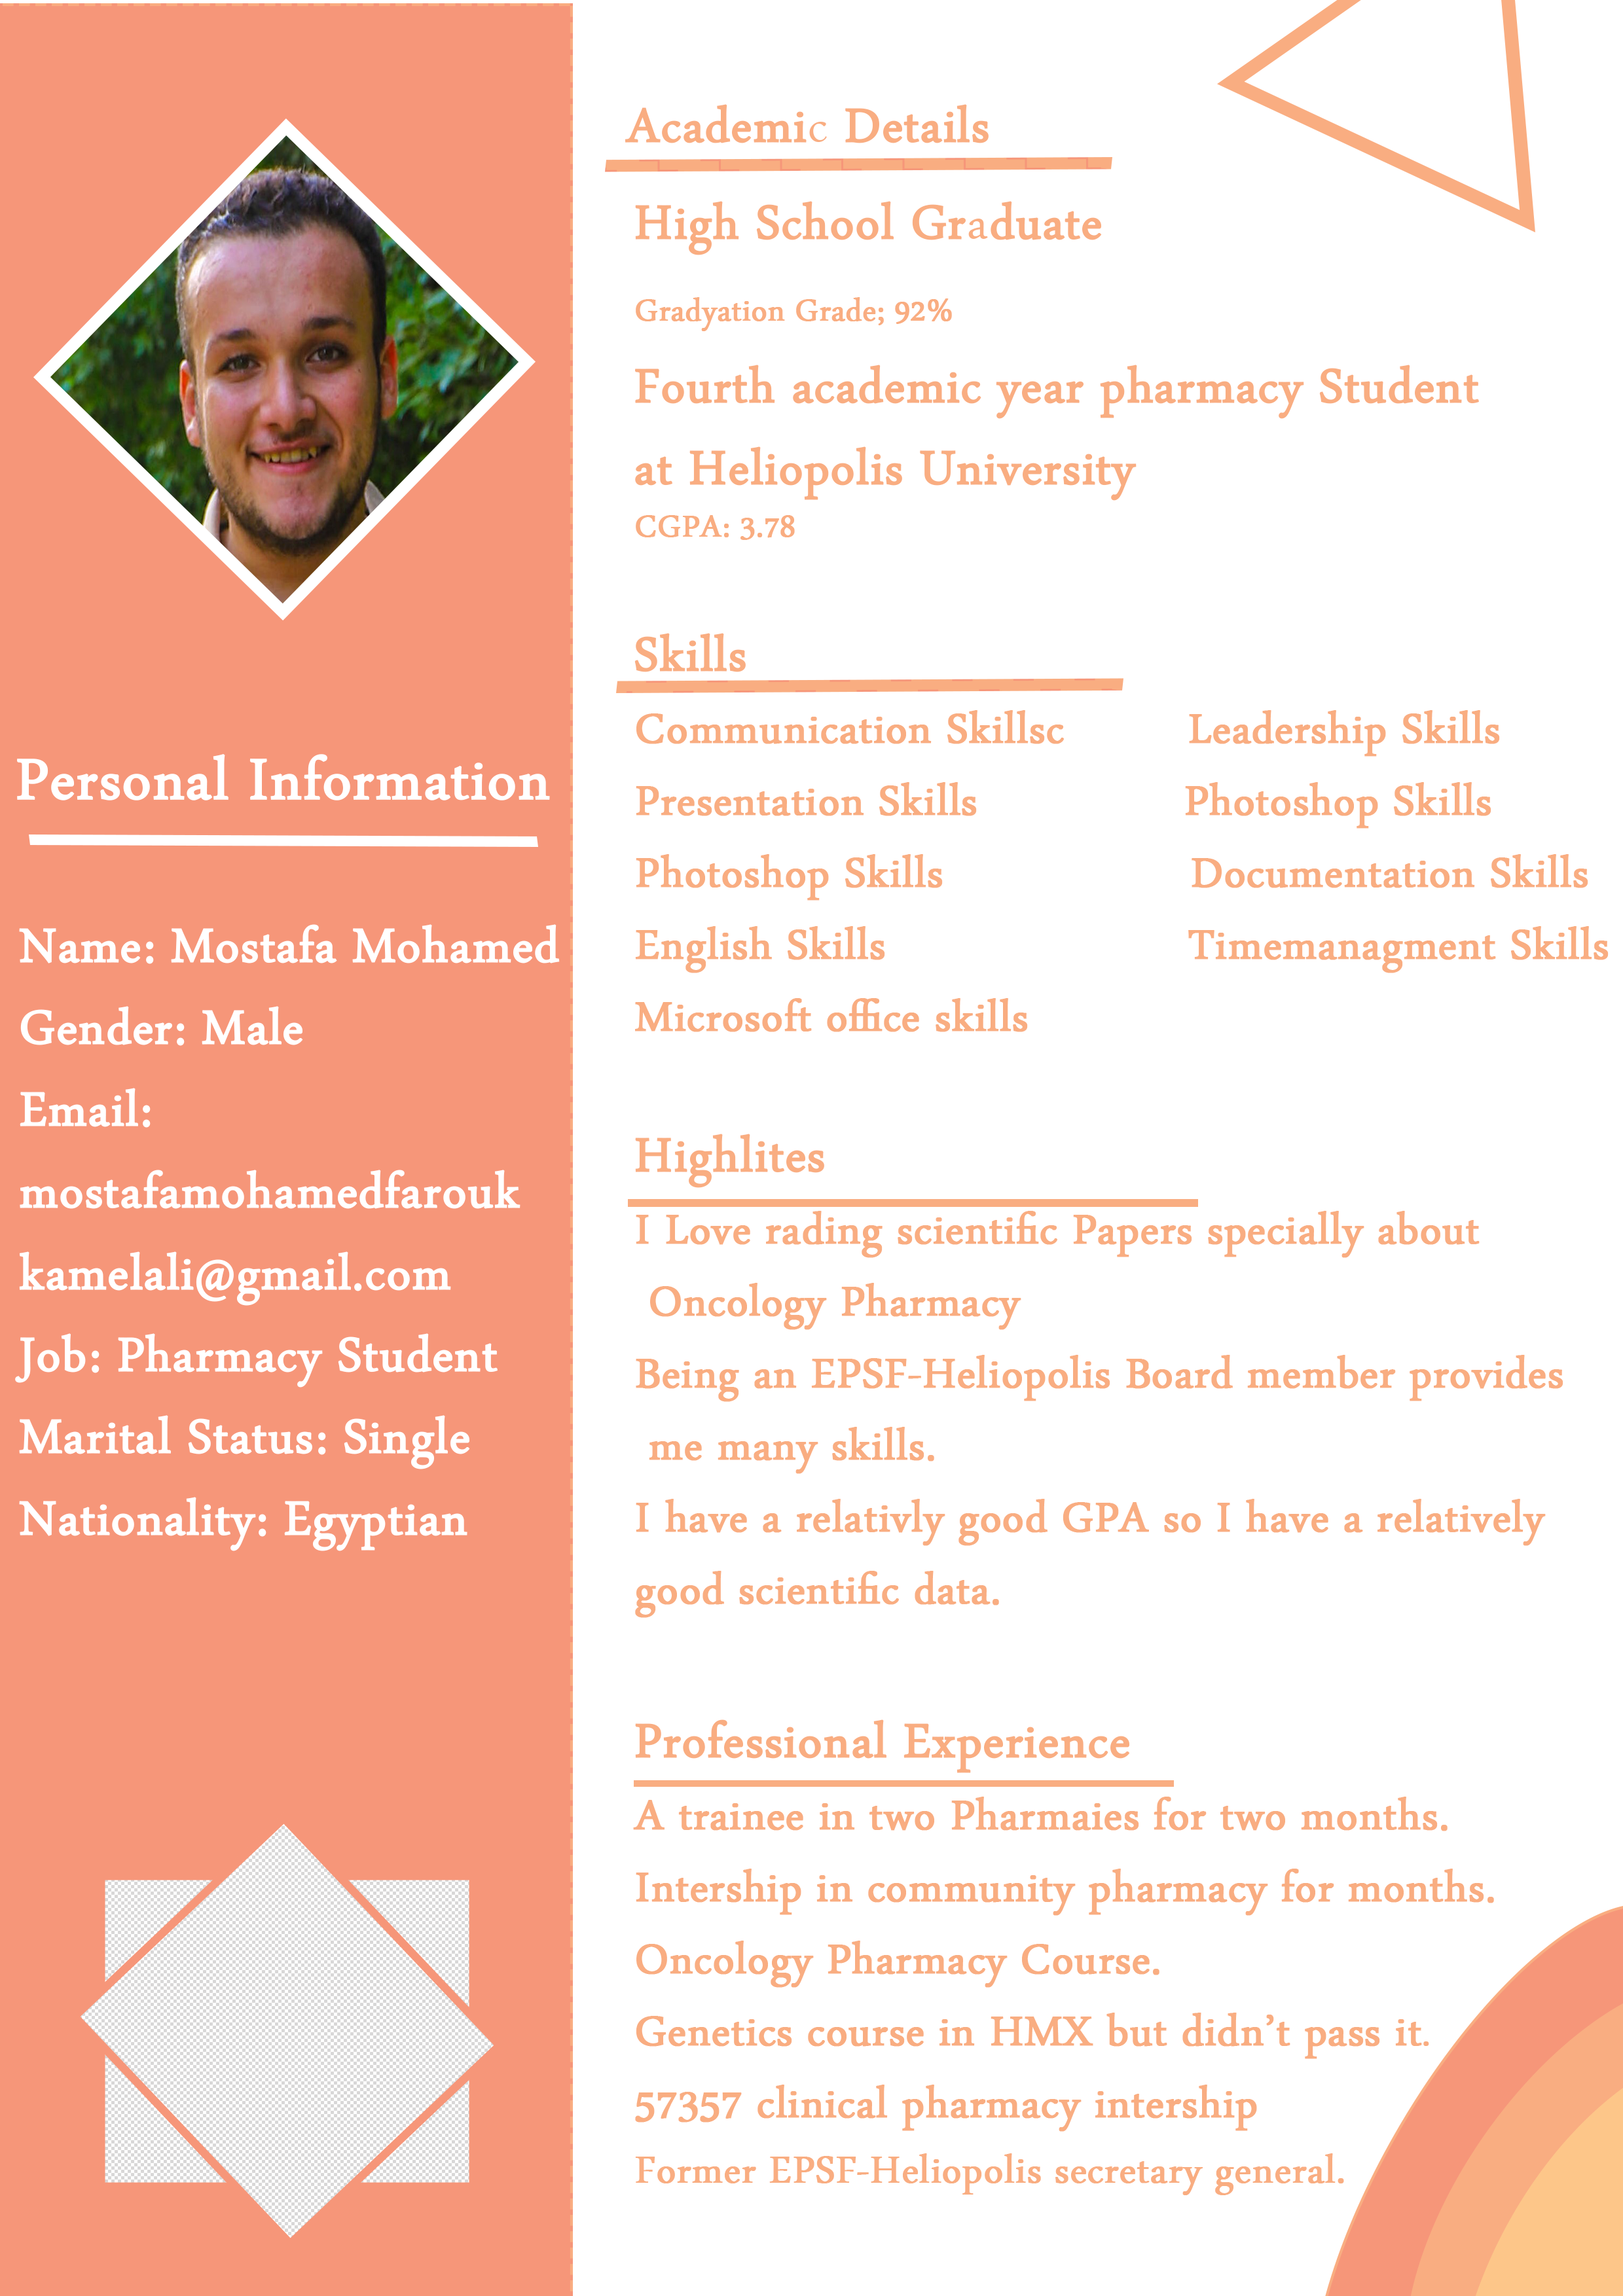 Personal Information
Name: Mostafa Mohamed
Gender: Male
Email:
mostafamohamedfarouk
kamelali@gmail.com
Job: Pharmacy Student
Marital Status: Single
Nationality: Egyptian
Academic Details
High School Graduate
Gradyation Grade; 92%
Fourth academic year pharmacy Student
at Heliopolis University
CGPA: 3.78
Skills
Communication Skillsc Leadership Skills
Presentation Skills Photoshop Skills
Photoshop Skills Documentation Skills
English Skills Timemanagment Skills
Microsoft office skills
Highlites
I Love rading scientific Papers specially about
Oncology Pharmacy
Being an EPSF-Heliopolis Board member provides
me many skills.
I have a relativly good GPA so I have a relatively
good scientific data.
Professional Experience
A trainee in two Pharmaies for two months.
Intership in community pharmacy for months.
Oncology Pharmacy Course.
Genetics course in HMX but didn't pass it.
57357 clinical pharmacy intership
Former EPSF-Heliopolis secretary general.